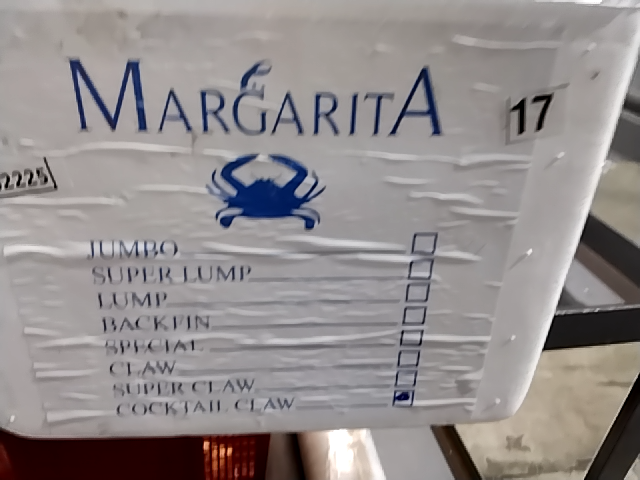 MARGARITA
17
2225
JUMBO
SUPER LUMP
LUMP
BACKFIN
SPECIAL
CLAW
SUPER CLAW
COCKTAIL CLAW